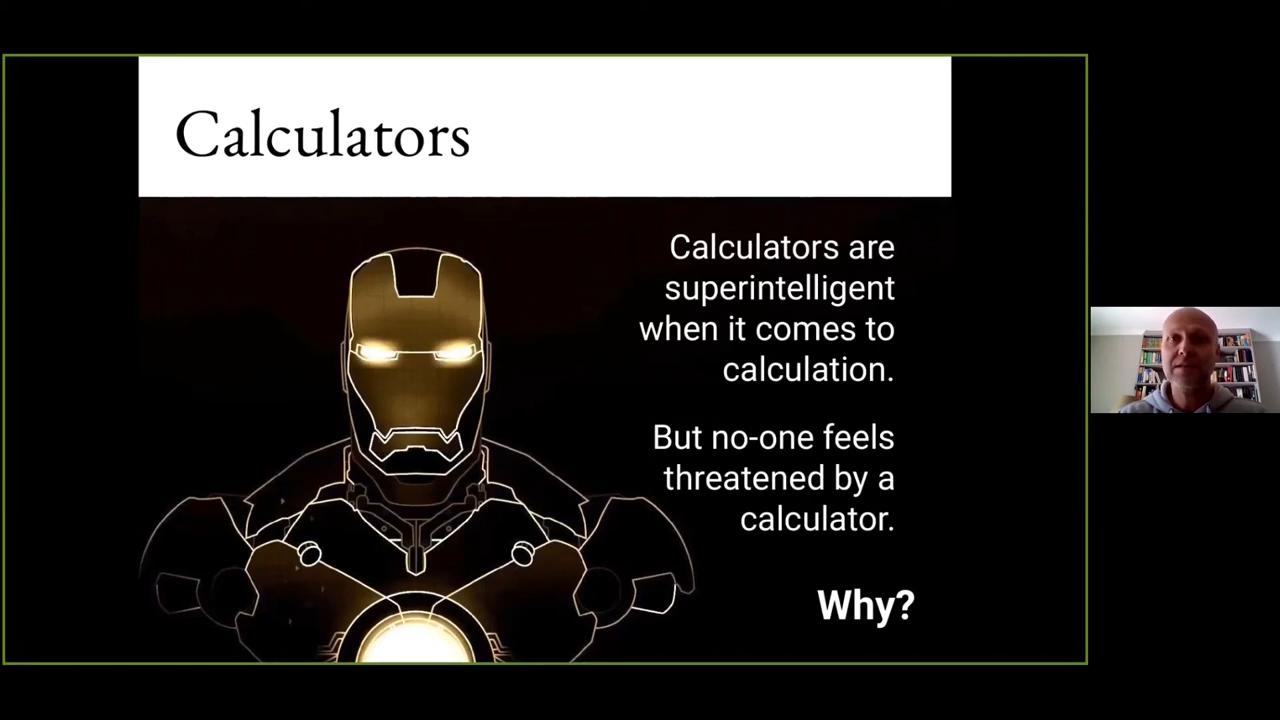 Calculators
Calculators are
superintelligent
when it comes to
calculation.
But no-one feels
threatened by a
calculator.
Why?